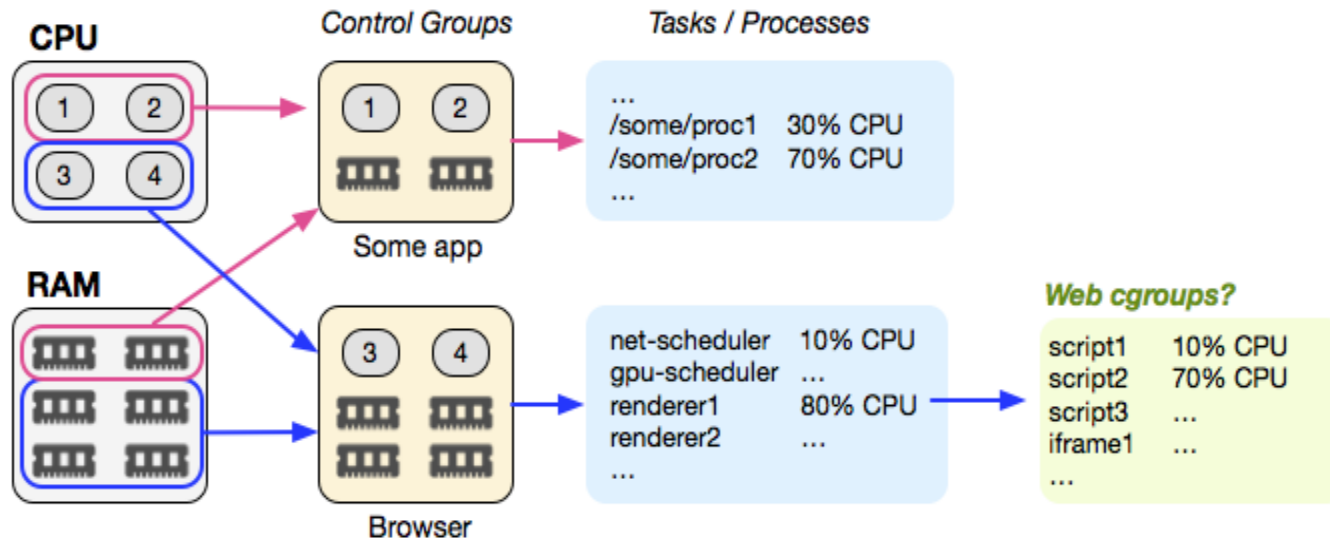 Control Groups
Tasks / Processes
CPU
1 2
3 4
1 2
Some app
...
/some/proc1 30% CPU
/some/proc2 70% CPU
...
RAM
3 4
Browser
net-scheduler 10% CPU
gpu-scheduler ...
renderer1 80% CPU
renderer2 ...
...
Web cgroups?
script1 10% CPU
script2 70% CPU
script3 ...
iframe1 ...
...